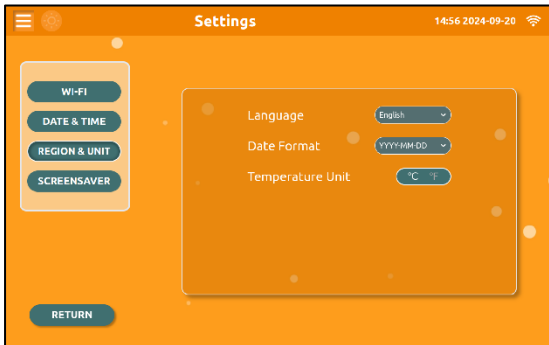 Settings
14:56 2024-09-20
WI-FI
DATE & TIME
REGION & UNIT
SCREENSAVER
Language English
Date Format YYYY-MM-DD
Temperature Unit °C °F
RETURN